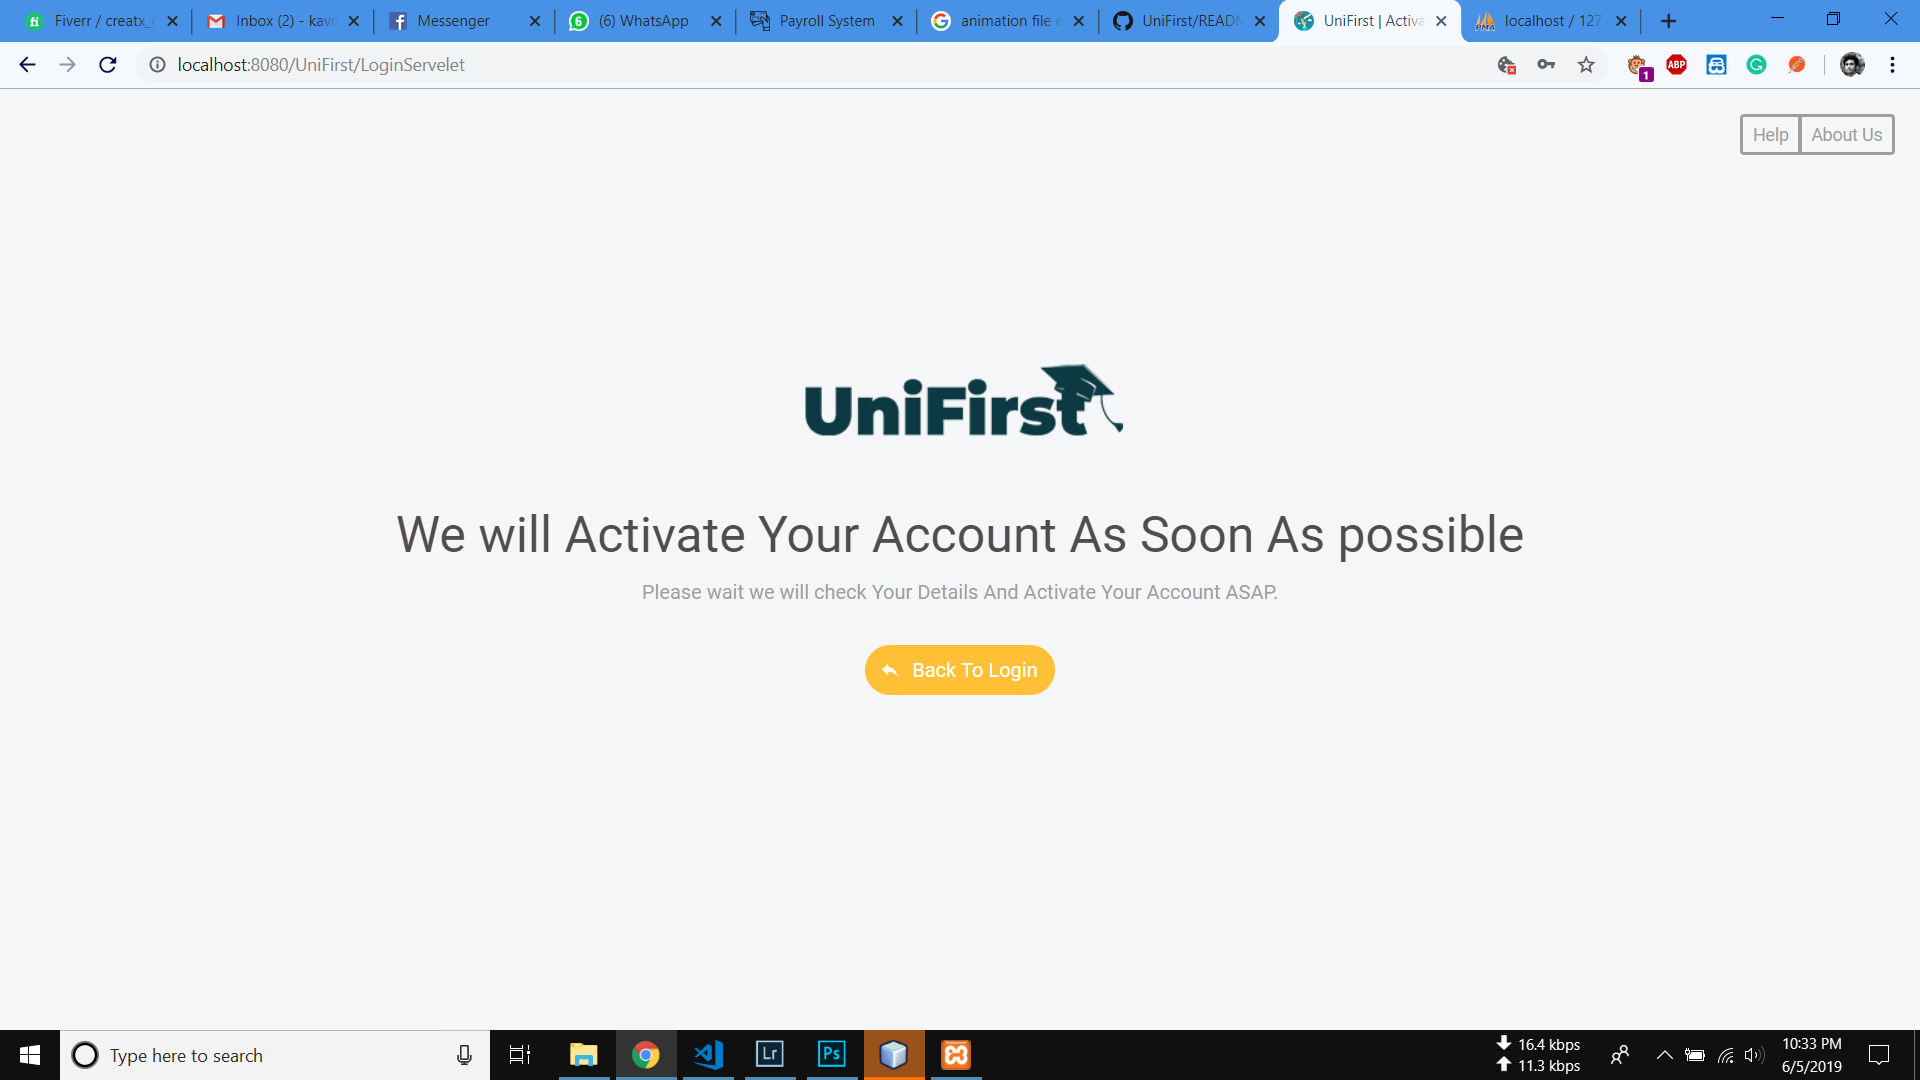 Fiverr / creatx_
Inbox (2) - kavi
Messenger
(6) WhatsApp
Payroll System
animation file e
UniFirst/READM
UniFirst | Activa
localhost / 127
localhost:8080/UniFirst/LoginServelet
1
ABP
Help
About Us
UniFirst
We will Activate Your Account As Soon As possible
Please wait we will check Your Details And Activate Your Account ASAP.
Back To Login
Type here to search
Lr
Ps
16.4 kbps
11.3 kbps
10:33 PM
6/5/2019